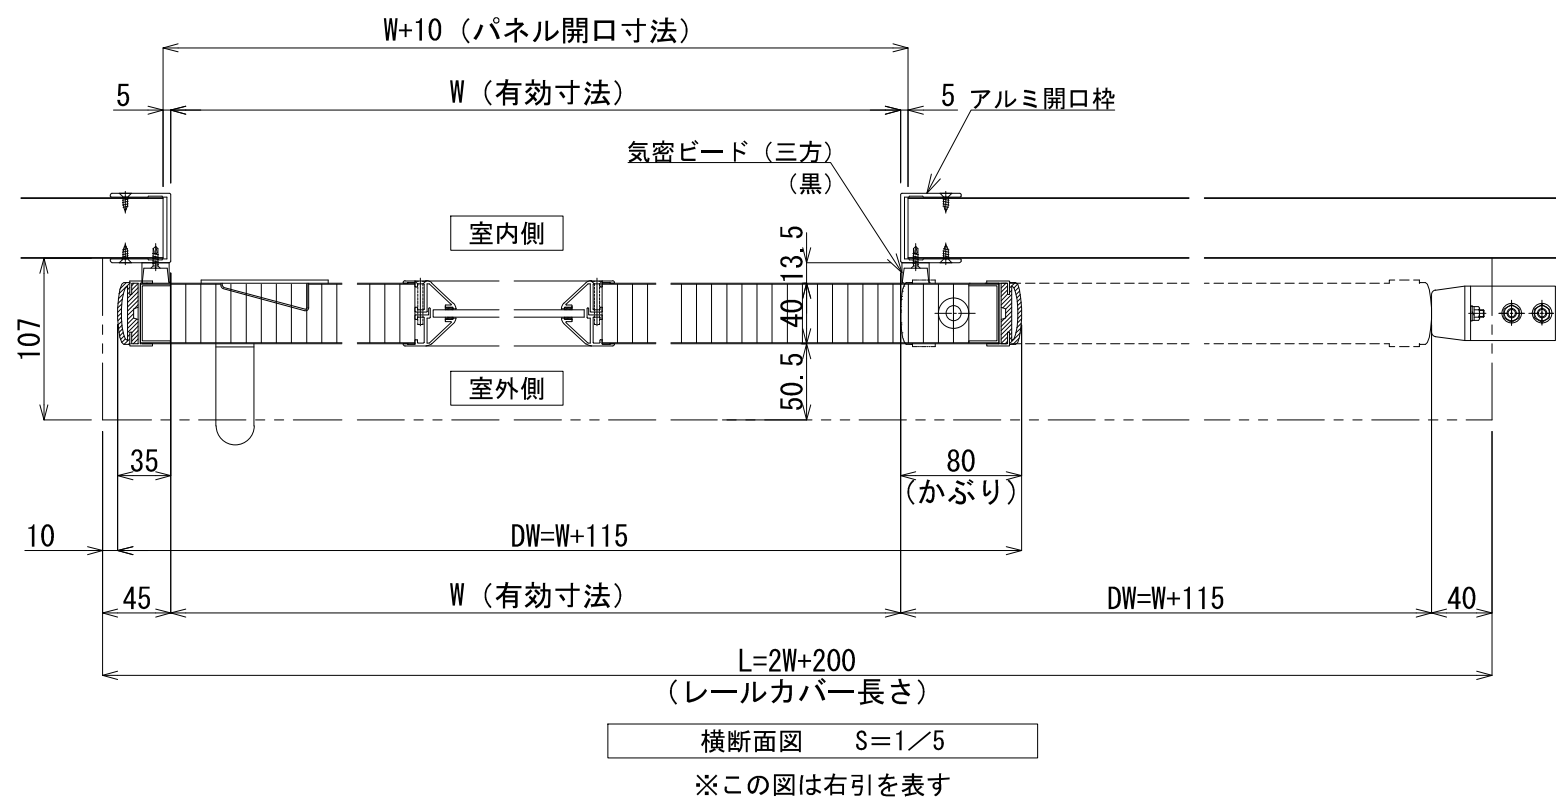 W+10（パネル開口寸法）
5
W（有効寸法）
5
アルミ開口枠
気密ビード（三方）
（黒）
室内側
13.5
40
50.5
107
室外側
35
80
（かぶり）
10
DW=W+115
45
W（有効寸法）
DW=W+115
40
L=2W+200
（レールカバー長さ）
横断面図　　S＝1／5
※この図は右引を表す